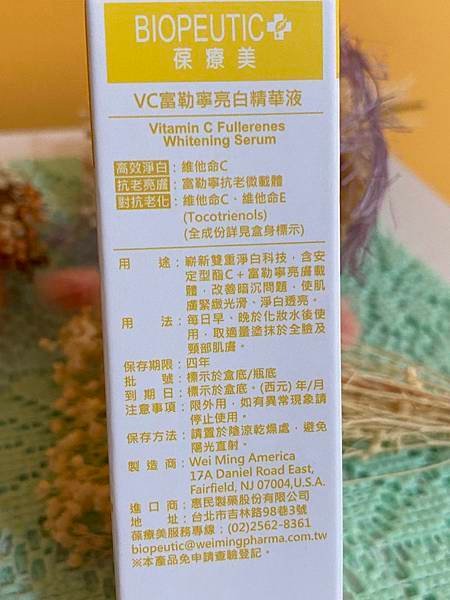 BIOPEUTIC
葆療美
VC富勒寧亮白精華液
Vitamin C Fullerenes
Whitening Serum
高效淨白：維他命C
抗老亮膚：富勒寧抗老微載體
對抗老化：維他命C、維他命E
(Tocotrienols)
(全成份詳見盒身標示)
用 途：嶄新雙重淨白科技，含安
定型酯C＋富勒寧亮膚載
體，改善暗沉問題，使肌
膚緊緻光滑、淨白透亮。
用 法：每日早、晚於化妝水後使
用，取適量塗抹於全臉及
頸部肌膚。
保存期限：四年
批 號：標示於盒底/瓶底
到 期 日：標示於盒底。(西元) 年/月
注意事項：限外用，如有異常現象請
停止使用。
保存方法：請置於陰涼乾燥處，避免
陽光直射。
製 造 商：Wei Ming America
17A Daniel Road East,
Fairfield, NJ 07004,U.S.A.
進 口 商：惠民製藥股份有限公司
地 址：台北市吉林路98巷3號
葆療美服務專線：(02)2562-8361
biopeutic@weimingpharma.com.tw
※本產品免申請查驗登記。